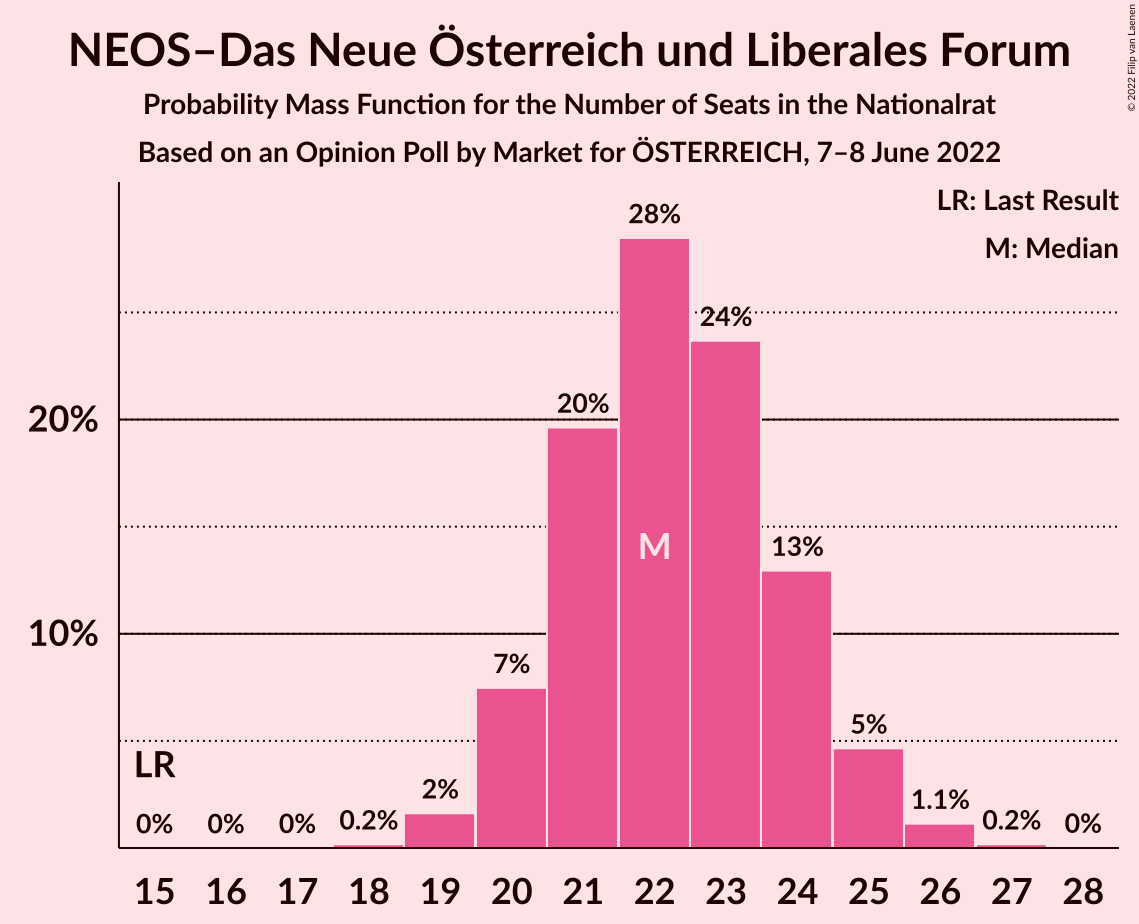 NEOS–Das Neue Österreich und Liberales Forum
Probability Mass Function for the Number of Seats in the Nationalrat
Based on an Opinion Poll by Market for ÖSTERREICH, 7–8 June 2022
© 2022 Filip van Laenen
LR: Last Result
M: Median
28%
24%
20%
20%
M
13%
10%
7%
5%
LR
2%
1.1%
0% 0% 0% 0.2% 0.2% 0%
15 16 17 18 19 20 21 22 23 24 25 26 27 28